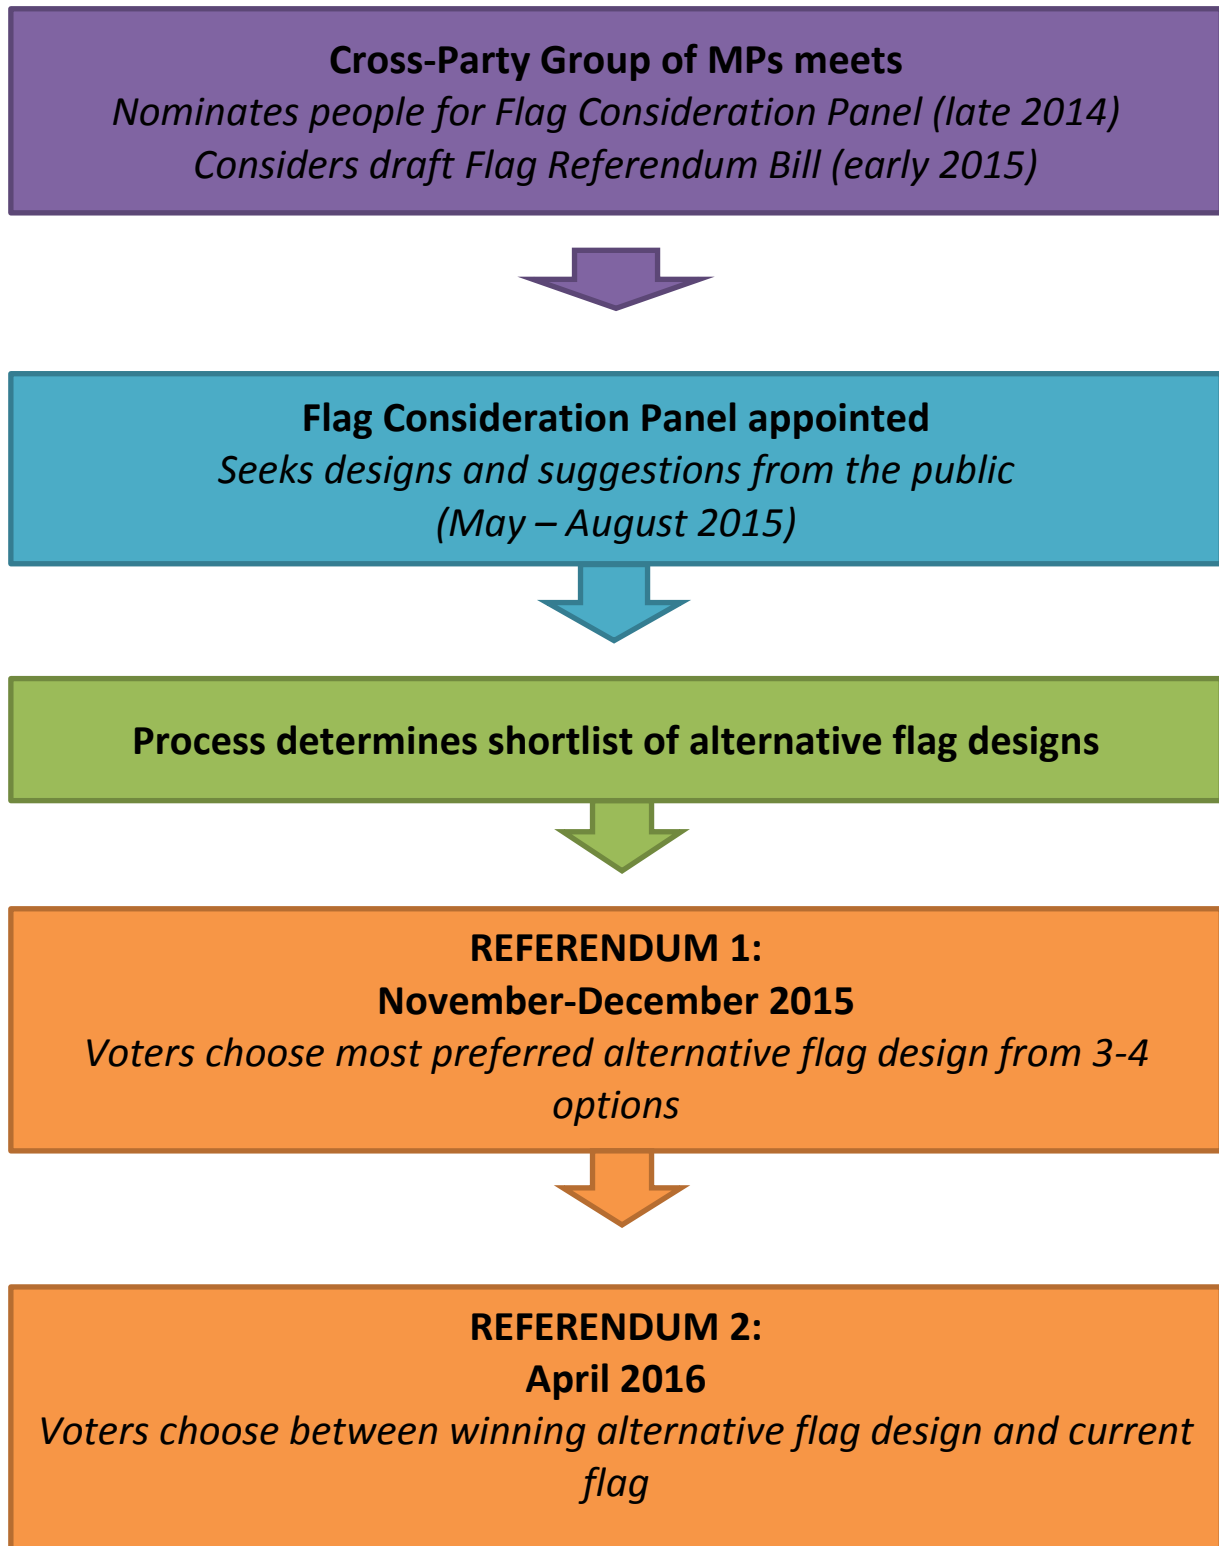 Cross-Party Group of MPs meets
Nominates people for Flag Consideration Panel (late 2014)
Considers draft Flag Referendum Bill (early 2015)
Flag Consideration Panel appointed
Seeks designs and suggestions from the public
(May – August 2015)
Process determines shortlist of alternative flag designs
REFERENDUM 1:
November-December 2015
Voters choose most preferred alternative flag design from 3-4
options
REFERENDUM 2:
April 2016
Voters choose between winning alternative flag design and current
flag